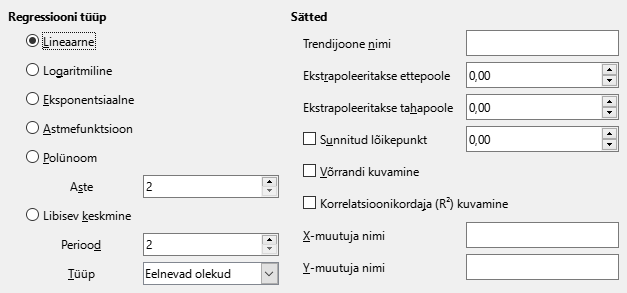 Regressiooni tüüp
Lineaarne
Logaritmiline
Eksponentsiaalne
Astmefunktsioon
Polünoom
Aste 2
Libisev keskmine
Periood 2
Tüüp Eelnevad olekud
Sätted
Trendijoone nimi
Ekstrapoleeritakse ettepoole 0,00
Ekstrapoleeritakse tahapoole 0,00
Sunnitud lõikepunkt 0,00
Võrrandi kuvamine
Korrelatsioonikordaja (R²) kuvamine
X-muutuja nimi
Y-muutuja nimi